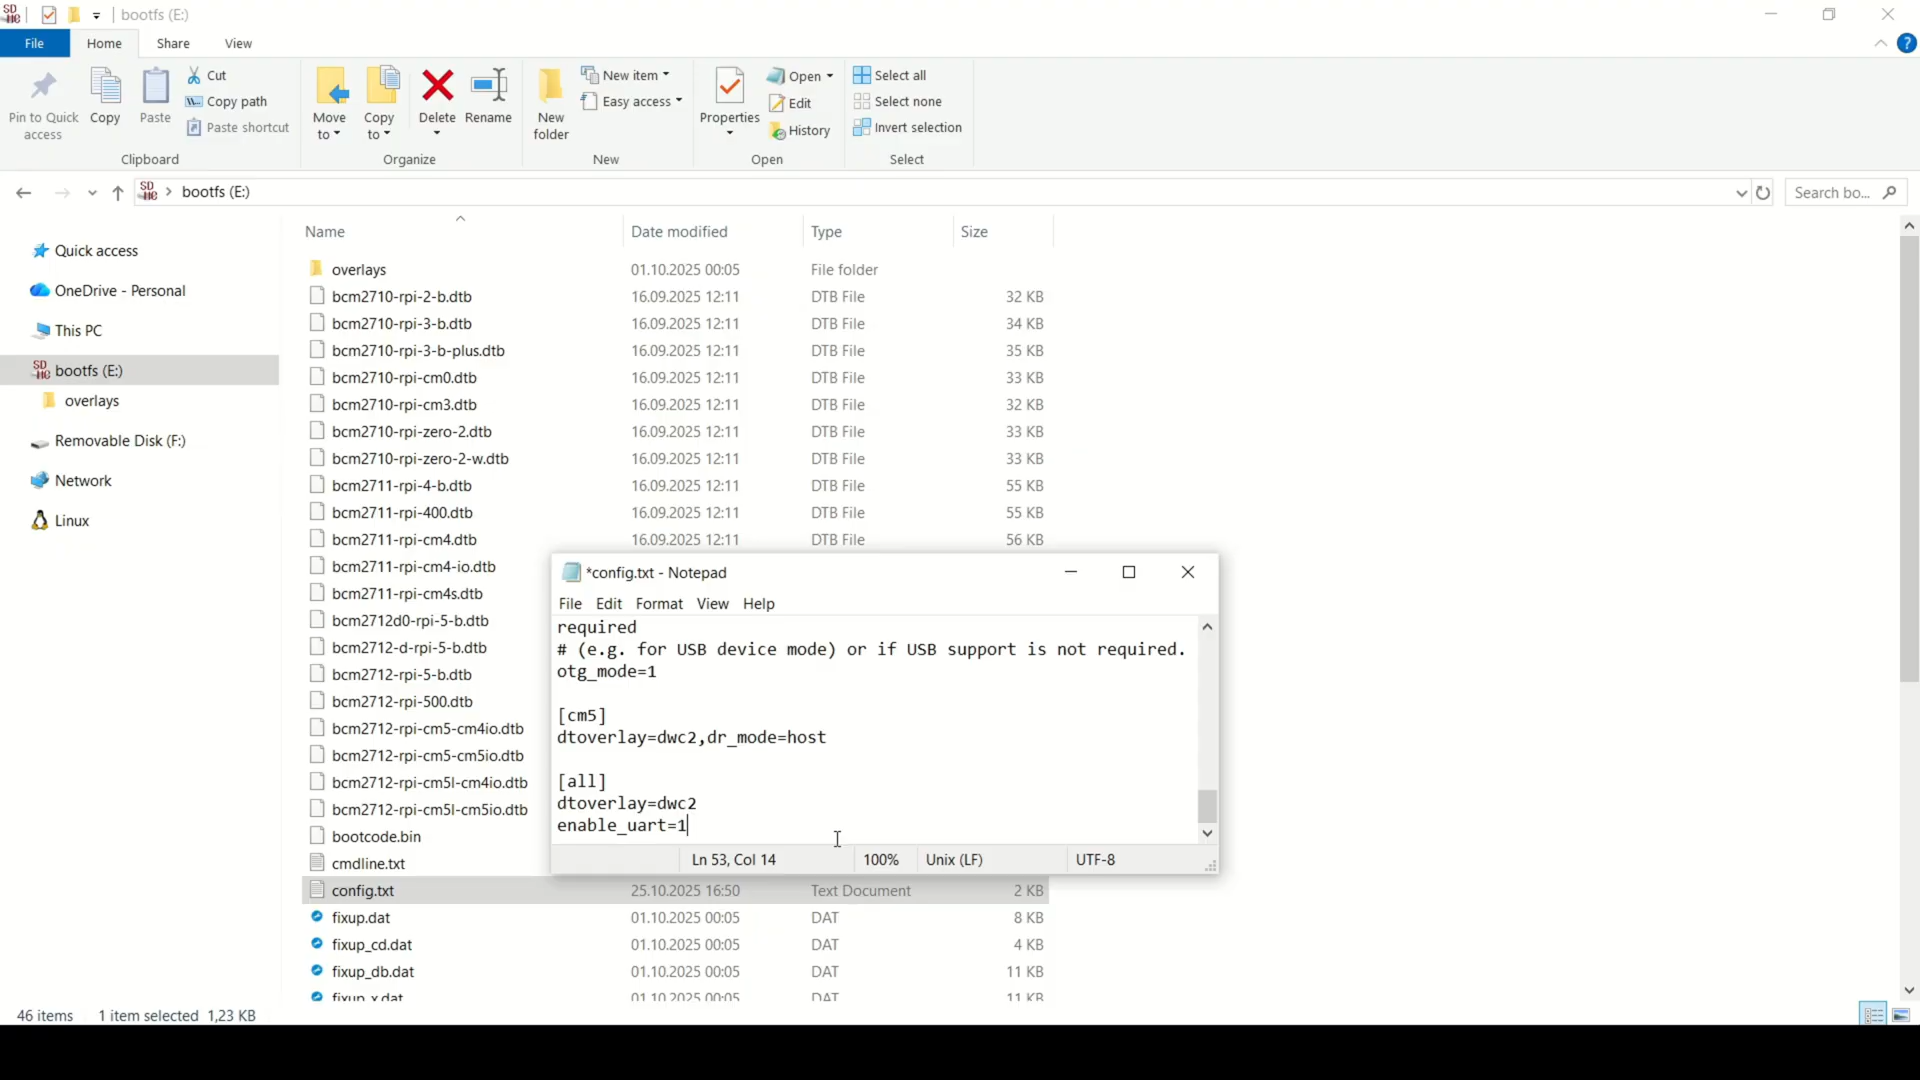 bootfs (E:)
File Home Share View
Pin to Quick access
Copy
Paste
Cut
Copy path
Paste shortcut
Clipboard
Move to
Copy to
Delete
Rename
Organize
New folder
New item
Easy access
New
Properties
Open
Edit
History
Open
Select all
Select none
Invert selection
Select
bootfs (E:)
Search bo...
Quick access
OneDrive - Personal
This PC
bootfs (E:)
overlays
Removable Disk (F:)
Network
Linux
Name Date modified Type Size
overlays 01.10.2025 00:05 File folder
bcm2710-rpi-2-b.dtb 16.09.2025 12:11 DTB File 32 KB
bcm2710-rpi-3-b.dtb 16.09.2025 12:11 DTB File 34 KB
bcm2710-rpi-3-b-plus.dtb 16.09.2025 12:11 DTB File 35 KB
bcm2710-rpi-cm0.dtb 16.09.2025 12:11 DTB File 33 KB
bcm2710-rpi-cm3.dtb 16.09.2025 12:11 DTB File 32 KB
bcm2710-rpi-zero-2.dtb 16.09.2025 12:11 DTB File 33 KB
bcm2710-rpi-zero-2-w.dtb 16.09.2025 12:11 DTB File 33 KB
bcm2711-rpi-4-b.dtb 16.09.2025 12:11 DTB File 55 KB
bcm2711-rpi-400.dtb 16.09.2025 12:11 DTB File 55 KB
bcm2711-rpi-cm4.dtb 16.09.2025 12:11 DTB File 56 KB
bcm2711-rpi-cm4-io.dtb
bcm2711-rpi-cm4s.dtb
bcm2712d0-rpi-5-b.dtb
bcm2712-d-rpi-5-b.dtb
bcm2712-rpi-5-b.dtb
bcm2712-rpi-500.dtb
bcm2712-rpi-cm5-cm4io.dtb
bcm2712-rpi-cm5-cm5io.dtb
bcm2712-rpi-cm5l-cm4io.dtb
bcm2712-rpi-cm5l-cm5io.dtb
bootcode.bin
cmdline.txt
config.txt 25.10.2025 16:50 Text Document 2 KB
fixup.dat 01.10.2025 00:05 DAT 8 KB
fixup_cd.dat 01.10.2025 00:05 DAT 4 KB
fixup_db.dat 01.10.2025 00:05 DAT 11 KB
fixup_x.dat 01.10.2025 00:05 DAT 11 KB
*config.txt - Notepad
File Edit Format View Help
required
# (e.g. for USB device mode) or if USB support is not required.
otg_mode=1
[cm5]
dtoverlay=dwc2,dr_mode=host
[all]
dtoverlay=dwc2
enable_uart=1
Ln 53, Col 14 100% Unix (LF) UTF-8
46 items 1 item selected 1,23 KB